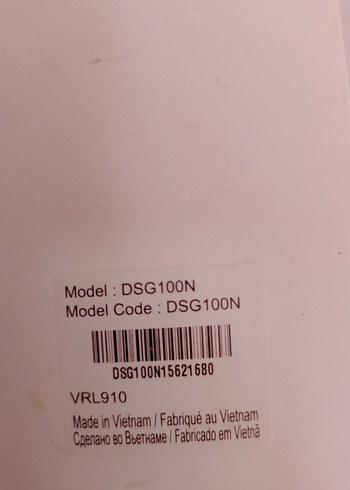 Model : DSG100N
Model Code : DSG100N
DSG100N15621680
VRL910
Made in Vietnam / Fabriqué au Vietnam
Сделано во Вьетнаме / Fabricado em Vietnã